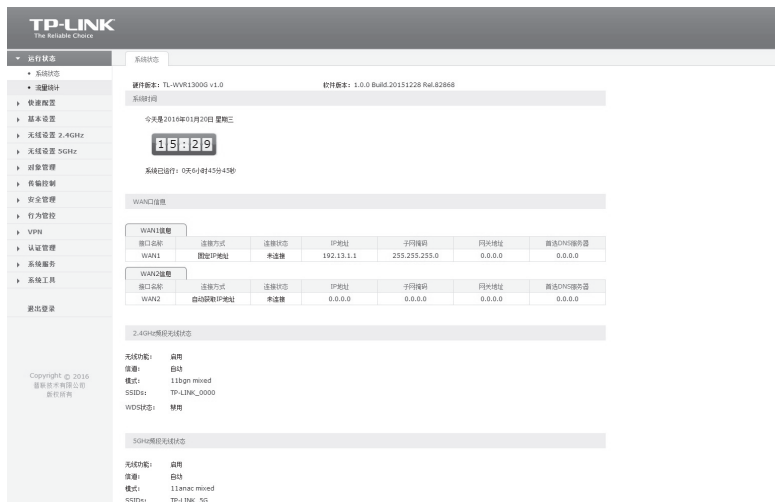 TP-LINK
The Reliable Choice
运行状态
系统状态
流量统计
快速配置
基本设置
无线设置 2.4GHz
无线设置 5GHz
对象管理
传输控制
安全管理
行为管控
VPN
认证管理
系统服务
系统工具
退出登录
Copyright © 2016
普联技术有限公司
版权所有
系统状态
硬件版本： TL-WVR1300G v1.0 软件版本： 1.0.0 Build.20151228 Rel.82868
系统时间
今天是2016年01月20日 星期三
15:29
系统已运行： 0天6小时45分45秒
WAN口信息
WAN1信息
接口名称 连接方式 连接状态 IP地址 子网掩码 网关地址 首选DNS服务器
WAN1 固定IP地址 未连接 192.13.1.1 255.255.255.0 0.0.0.0 0.0.0.0
WAN2信息
接口名称 连接方式 连接状态 IP地址 子网掩码 网关地址 首选DNS服务器
WAN2 自动获取IP地址 未连接 0.0.0.0 0.0.0.0 0.0.0.0 0.0.0.0
2.4GHz频段无线状态
无线功能： 启用
信道： 自动
模式： 11bgn mixed
SSIDs： TP-LINK_0000
WDS状态： 禁用
5GHz频段无线状态
无线功能： 启用
信道： 自动
模式： 11anac mixed
SSIDs： TP-LINK_5G